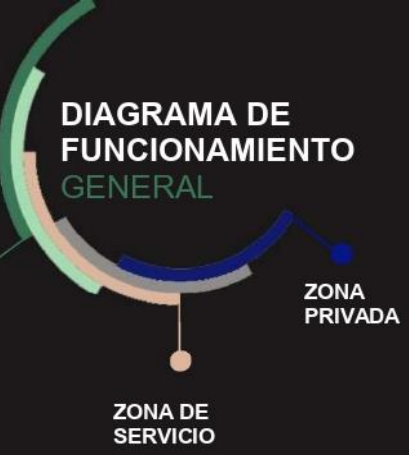 DIAGRAMA DE
FUNCIONAMIENTO
GENERAL
ZONA
PRIVADA
ZONA DE
SERVICIO